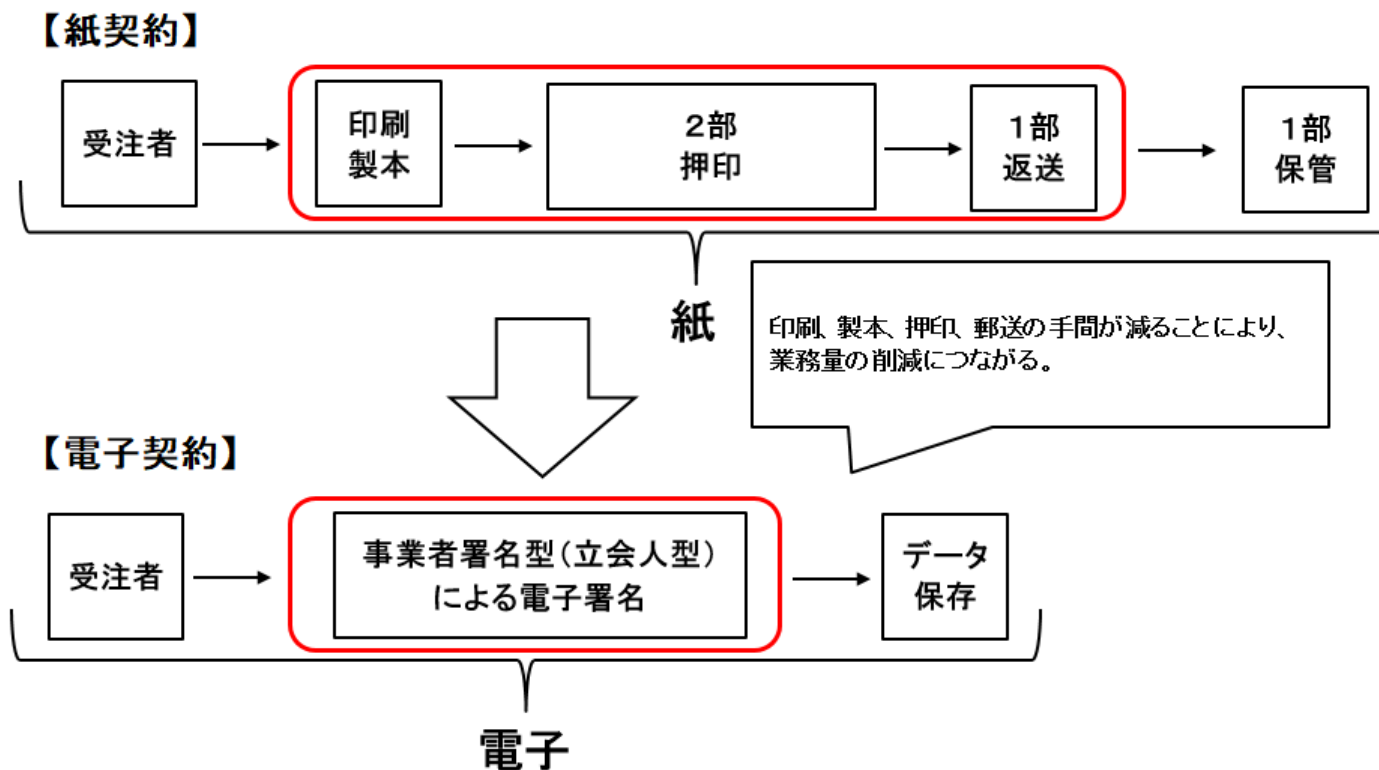 【紙契約】
受注者
印刷
製本
２部
押印
１部
返送
１部
保管
紙
印刷、製本、押印、郵送の手間が減ることにより、
業務量の削減につながる。
【電子契約】
受注者
事業者署名型（立会人型）
による電子署名
データ
保存
電子